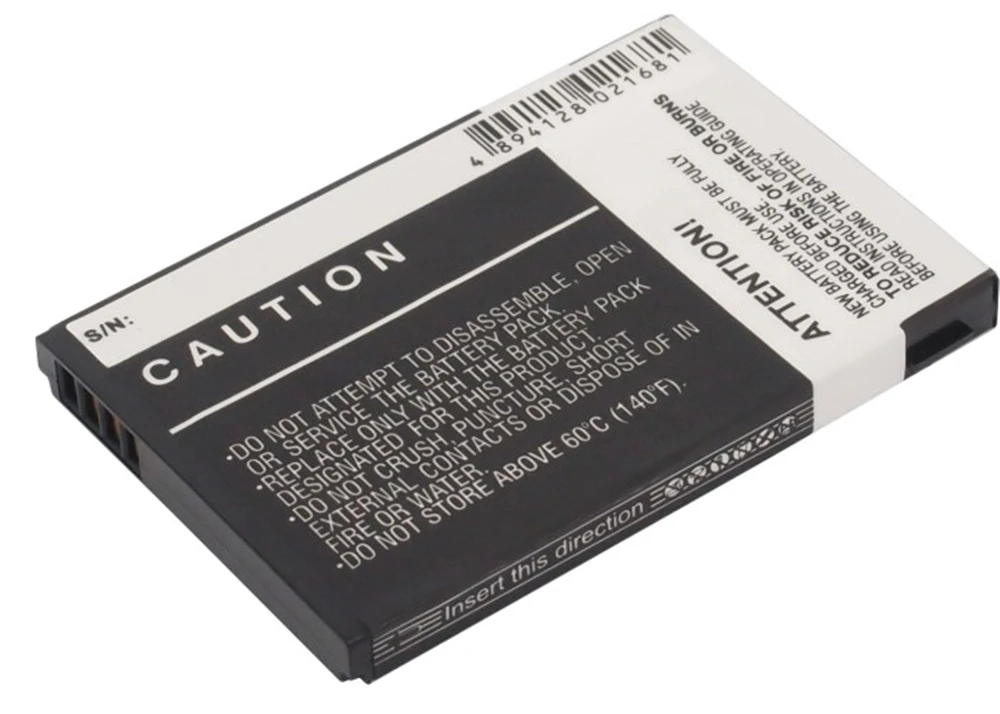 4 894128 021681
S/N:
CAUTION
•DO NOT ATTEMPT TO DISASSEMBLE, OPEN
OR SERVICE THE BATTERY PACK.
•REPLACE ONLY WITH THE BATTERY PACK
DESIGNATED FOR THIS PRODUCT.
•DO NOT CRUSH, PUNCTURE, SHORT
EXTERNAL CONTACTS OR DISPOSE OF IN
FIRE OR WATER.
•DO NOT STORE ABOVE 60°C (140°F).
ATTENTION!
NEW BATTERY PACK MUST BE FULLY
CHARGED BEFORE USE.
TO REDUCE RISK OF FIRE OR BURNS
READ INSTRUCTIONS IN OPERATING GUIDE
BEFORE USING THE BATTERY.
Insert this direction